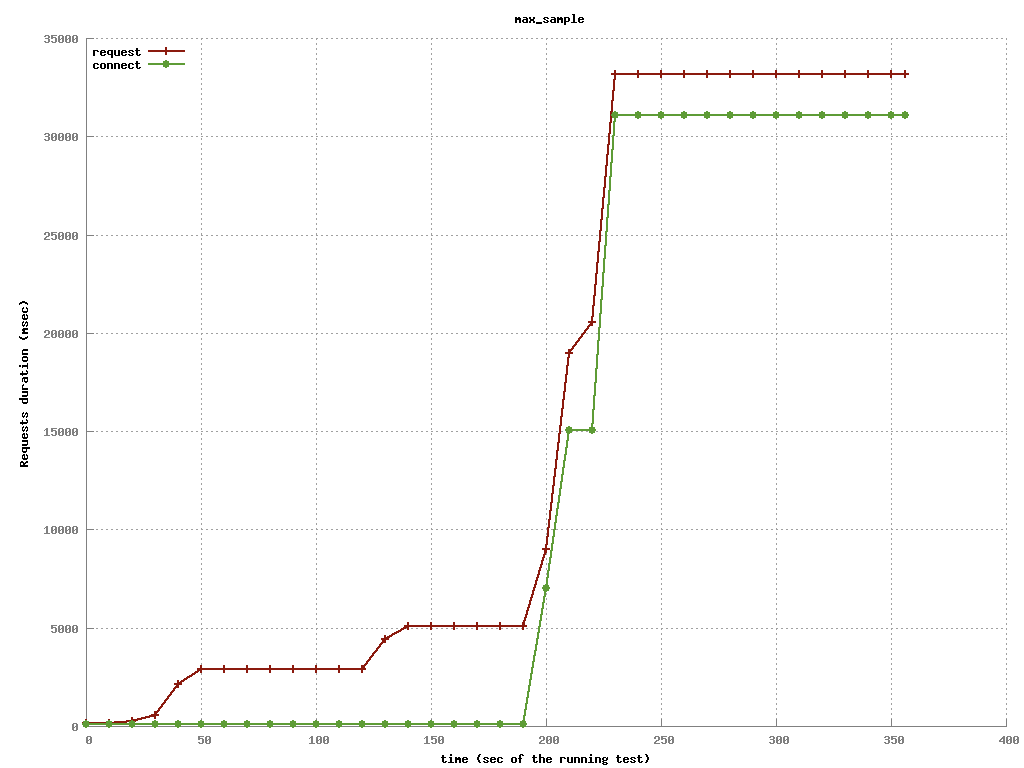 max_sample
35000
request
connect
30000
25000
20000
Requests duration (msec)
15000
10000
5000
0
0 50 100 150 200 250 300 350 400
time (sec of the running test)